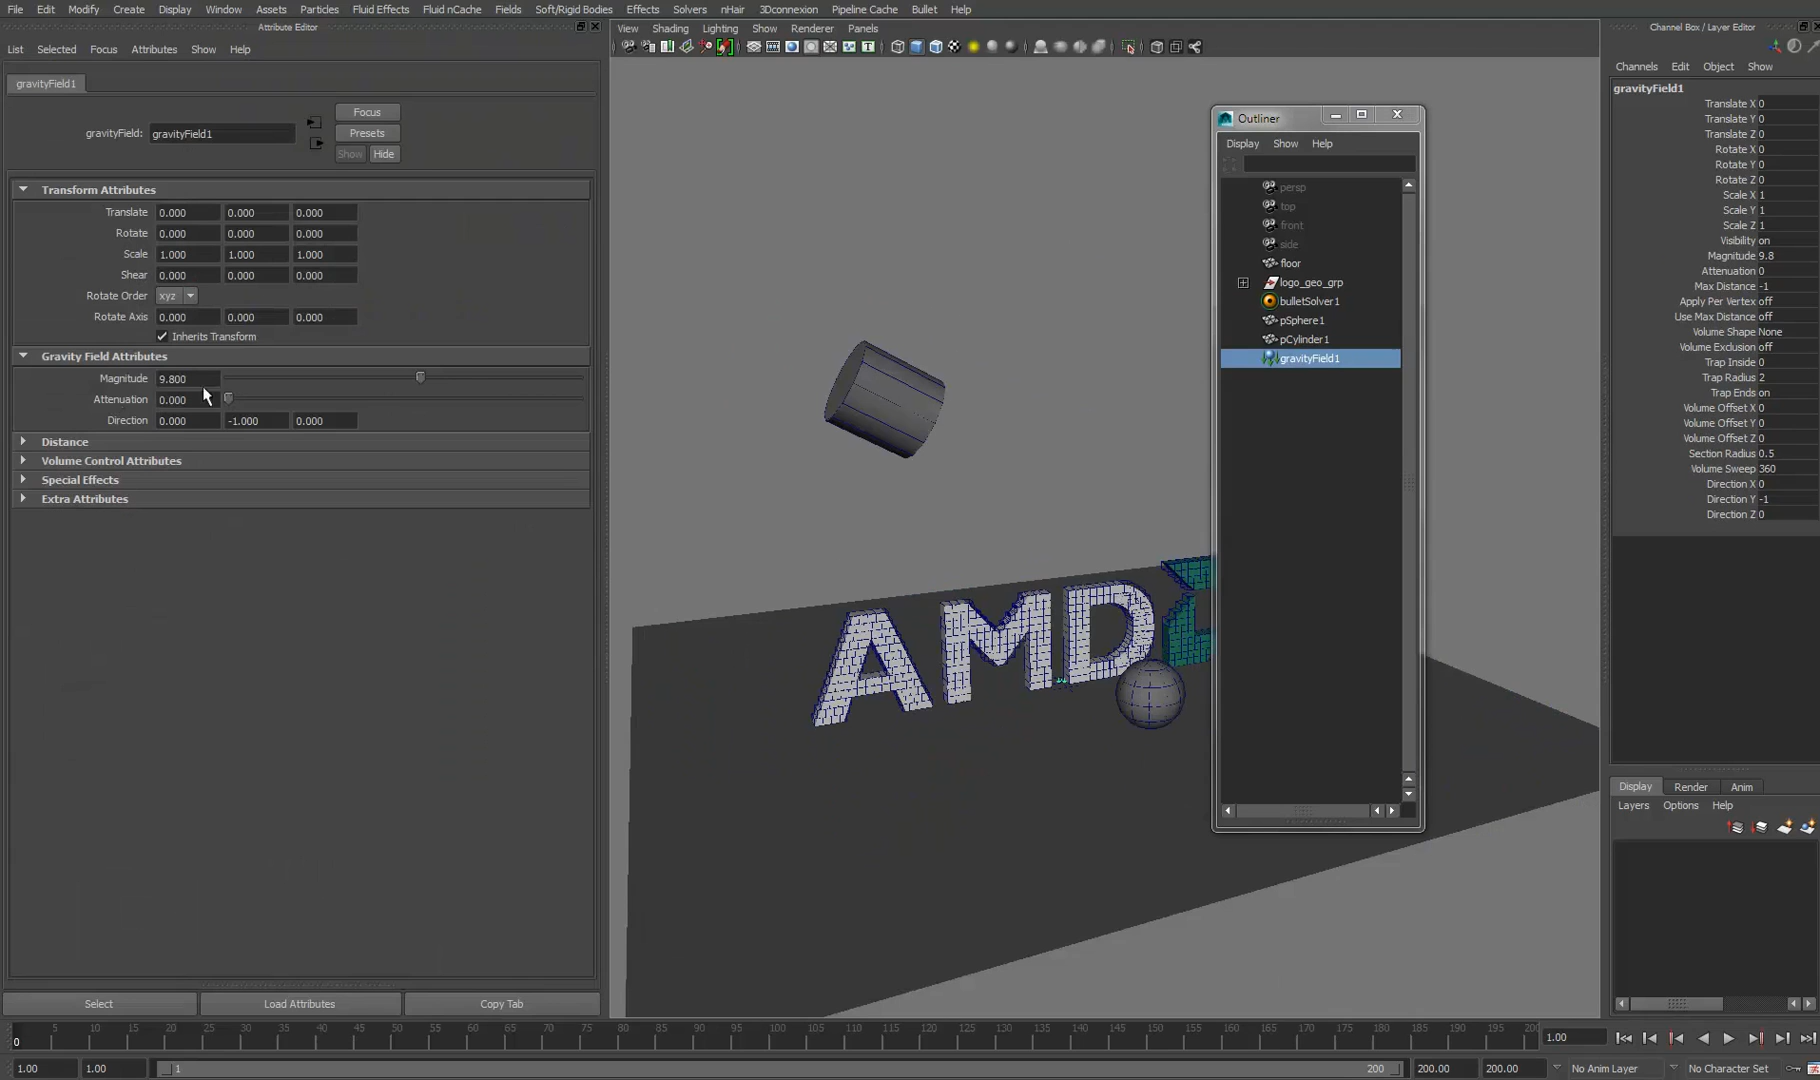 File Edit Modify Create Display Window Assets Particles Fluid Effects Fluid nCache Fields Soft/Rigid Bodies Effects Solvers nHair 3Dconnexion Pipeline Cache Bullet Help
Attribute Editor
List Selected Focus Attributes Show Help
gravityField1
gravityField: gravityField1
Focus
Presets
Show Hide
Transform Attributes
Translate 0.000 0.000 0.000
Rotate 0.000 0.000 0.000
Scale 1.000 1.000 1.000
Shear 0.000 0.000 0.000
Rotate Order xyz
Rotate Axis 0.000 0.000 0.000
Inherits Transform
Gravity Field Attributes
Magnitude 9.800
Attenuation 0.000
Direction 0.000 -1.000 0.000
Distance
Volume Control Attributes
Special Effects
Extra Attributes
Select Load Attributes Copy Tab
View Shading Lighting Show Renderer Panels
AMD
Outliner
Display Show Help
persp
top
front
side
floor
logo_geo_grp
bulletSolver1
pSphere1
pCylinder1
gravityField1
Channel Box / Layer Editor
Channels Edit Object Show
gravityField1
Translate X 0
Translate Y 0
Translate Z 0
Rotate X 0
Rotate Y 0
Rotate Z 0
Scale X 1
Scale Y 1
Scale Z 1
Visibility on
Magnitude 9.8
Attenuation 0
Max Distance -1
Apply Per Vertex off
Use Max Distance off
Volume Shape None
Volume Exclusion off
Trap Inside 0
Trap Radius 2
Trap Ends on
Volume Offset X 0
Volume Offset Y 0
Volume Offset Z 0
Section Radius 0.5
Volume Sweep 360
Direction X 0
Direction Y -1
Direction Z 0
Display Render Anim
Layers Options Help
5 10 15 20 25 30 35 40 45 50 55 60 65 70 75 80 85 90 95 100 105 110 115 120 125 130 135 140 145 150 155 160 165 170 175 180 185 190 195 20
0
1.00
1.00 1.00 1 200 200.00 200.00 No Anim Layer No Character Set